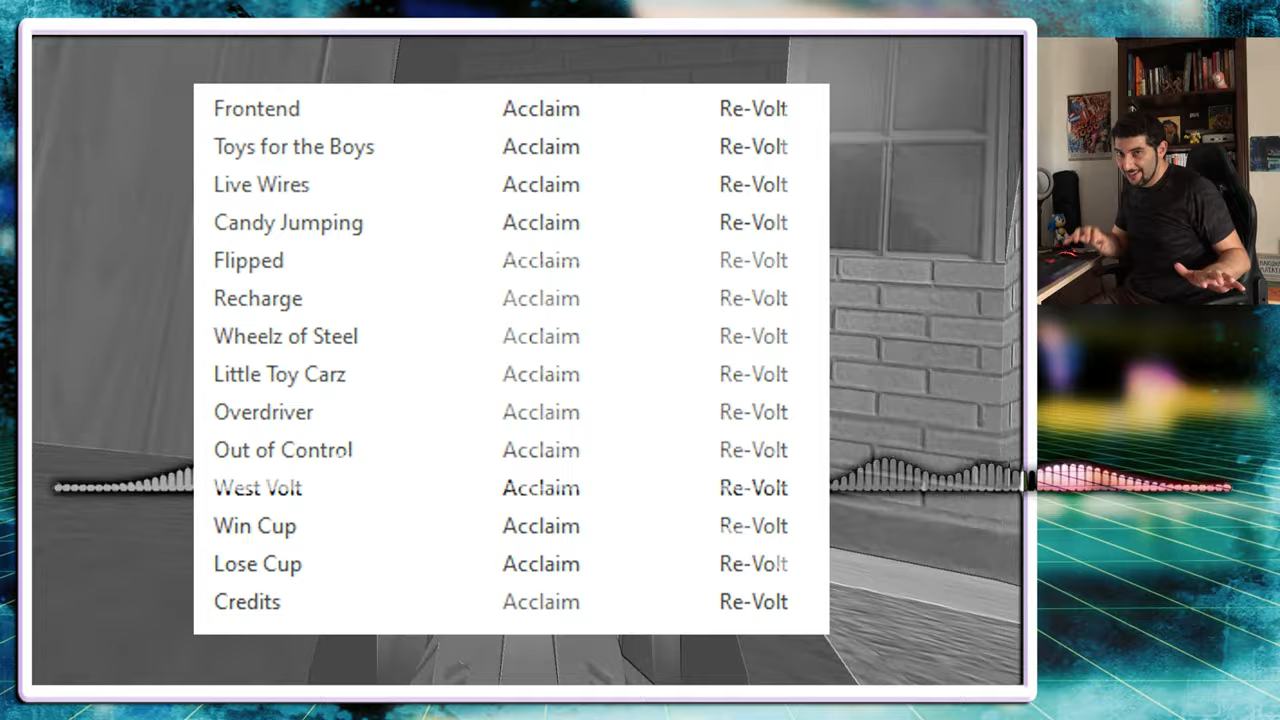 Frontend Acclaim Re-Volt
Toys for the Boys Acclaim Re-Volt
Live Wires Acclaim Re-Volt
Candy Jumping Acclaim Re-Volt
Flipped Acclaim Re-Volt
Recharge Acclaim Re-Volt
Wheelz of Steel Acclaim Re-Volt
Little Toy Carz Acclaim Re-Volt
Overdriver Acclaim Re-Volt
Out of Control Acclaim Re-Volt
West Volt Acclaim Re-Volt
Win Cup Acclaim Re-Volt
Lose Cup Acclaim Re-Volt
Credits Acclaim Re-Volt